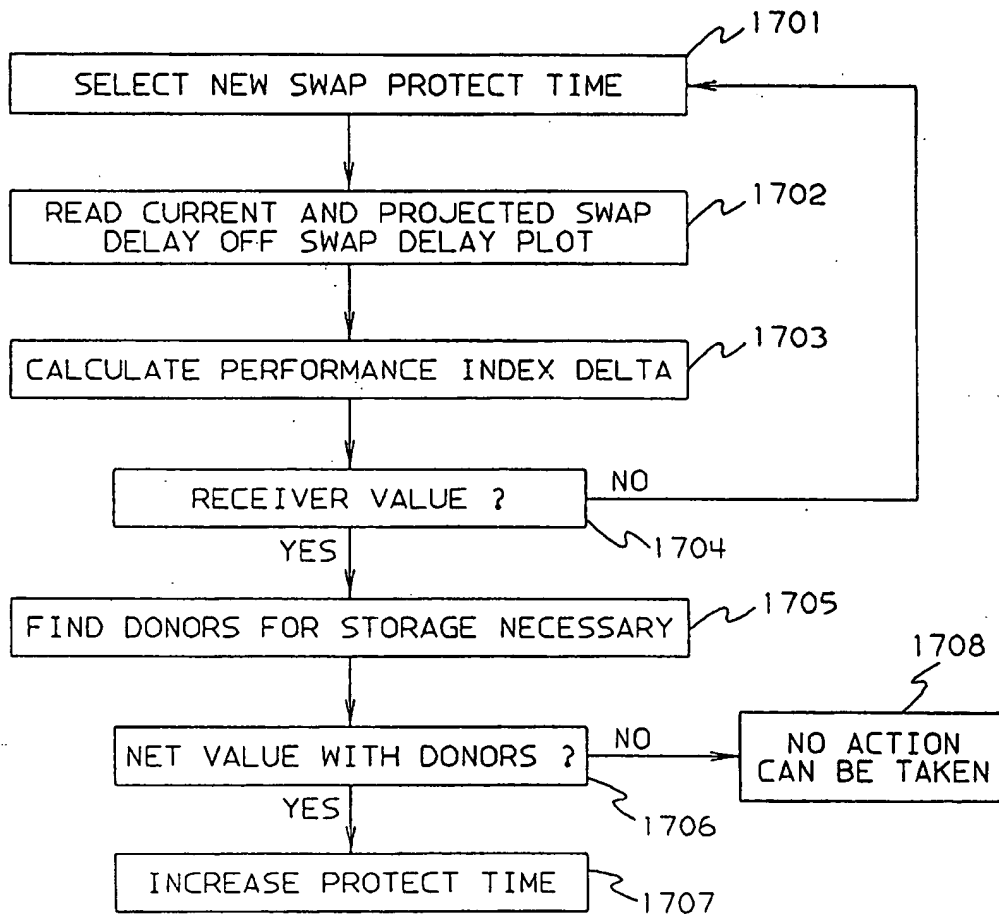 1701
SELECT NEW SWAP PROTECT TIME
1702
READ CURRENT AND PROJECTED SWAP
DELAY OFF SWAP DELAY PLOT
1703
CALCULATE PERFORMANCE INDEX DELTA
RECEIVER VALUE ?
NO
1704
YES
1705
FIND DONORS FOR STORAGE NECESSARY
1708
NET VALUE WITH DONORS ?
NO
NO ACTION
CAN BE TAKEN
1706
YES
INCREASE PROTECT TIME
1707